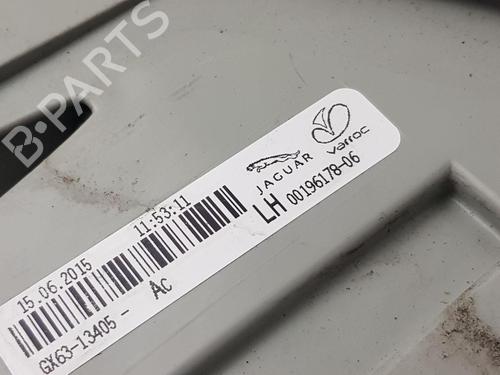 B-PARTS
JAGUAR
varroc
LH 00196178-06
15.06.2015 11:53:11
GX63-13405- AC